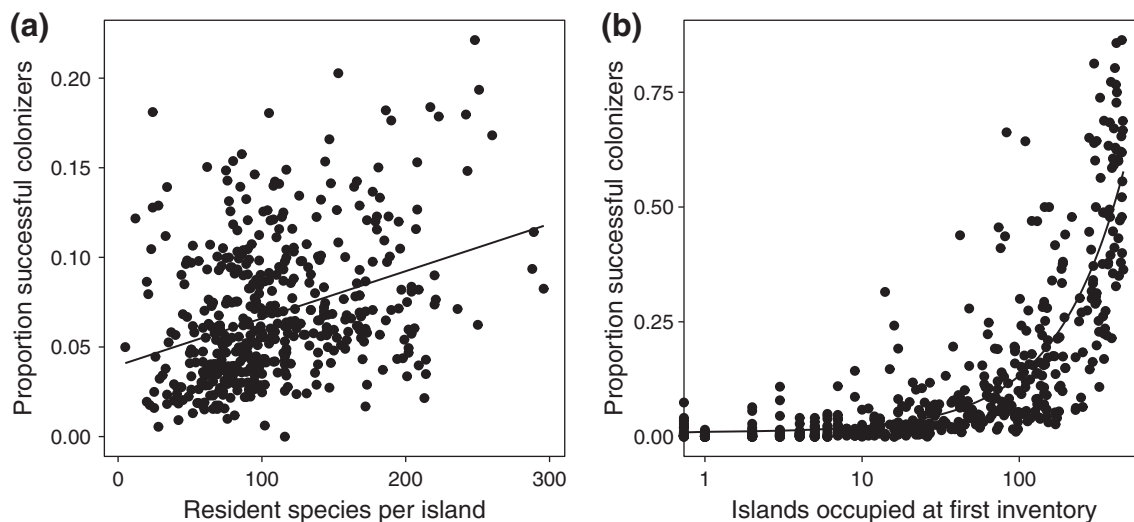 (a)
Proportion successful colonizers
0.20
0.15
0.10
0.05
0.00
0
100
200
300
Resident species per island
(b)
Proportion successful colonizers
0.75
0.50
0.25
0.00
1
10
100
Islands occupied at first inventory